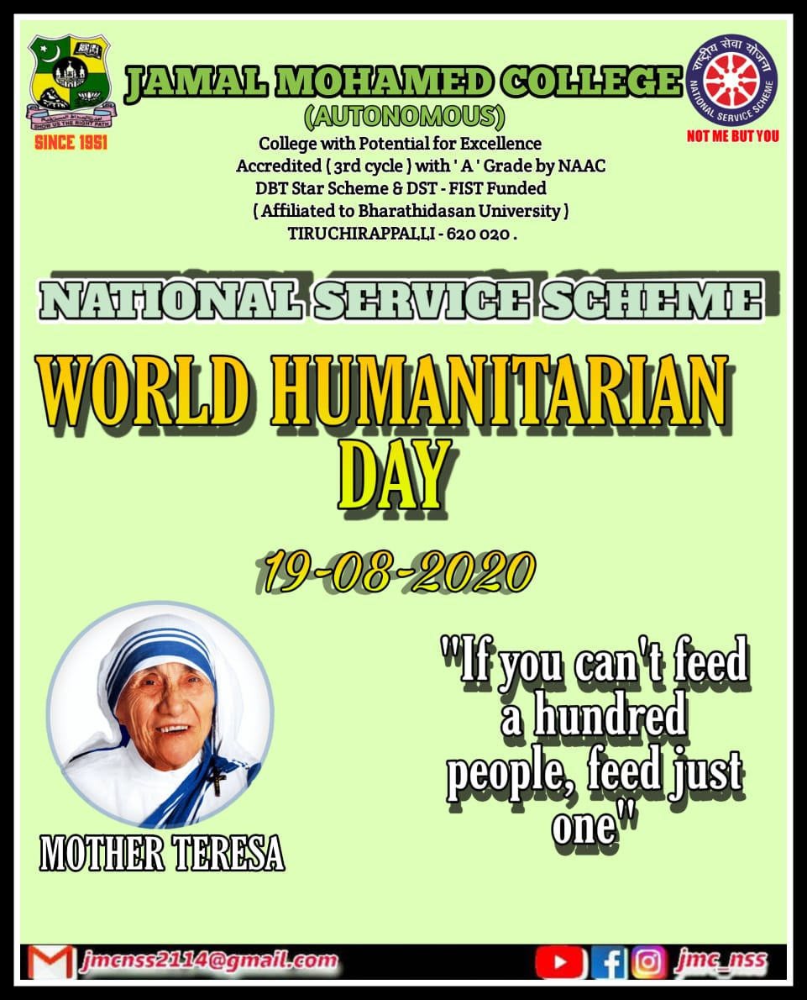 JAMAL MOHAMED COLLEGE
(AUTONOMOUS)
College with Potential for Excellence
Accredited ( 3rd cycle ) with ' A ' Grade by NAAC
DBT Star Scheme & DST - FIST Funded
( Affiliated to Bharathidasan University )
TIRUCHIRAPPALLI - 620 020 .
SHOW US THE RIGHT PATH
SINCE 1951
राष्ट्रीय सेवा योजना
NATIONAL SERVICE SCHEME
NOT ME BUT YOU
NATIONAL SERVICE SCHEME
WORLD HUMANITARIAN
DAY
19-08-2020
"If you can't feed
a hundred
people, feed just
one"
MOTHER TERESA
jmcnss2114@gmail.com
jmc_nss